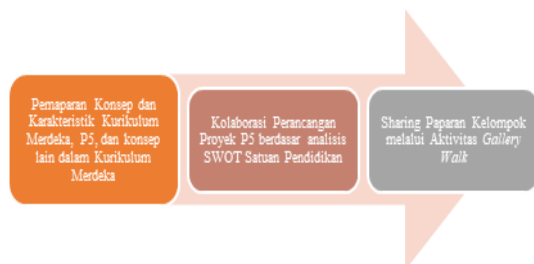 Pemaparan Konsep dan
Karakteristik Kurikulum
Merdeka, P5, dan konsep
lain dalam Kurikulum
Merdeka
Kolaborasi Perancangan
Proyek P5 berdasar analisis
SWOT Satuan Pendidikan
Sharing Paparan Kelompok
melalui Aktivitas Gallery
Walk